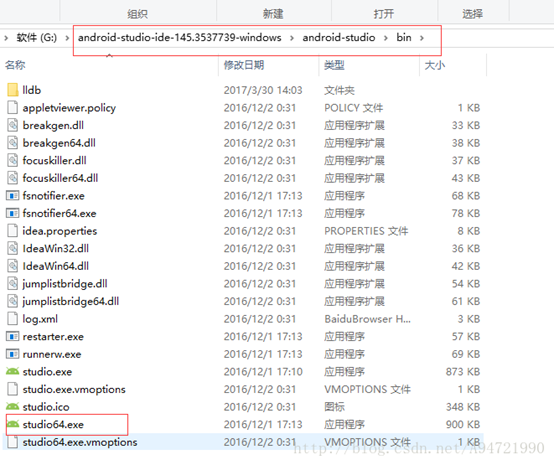 组织 新建 打开 选择
软件 (G:) › android-studio-ide-145.3537739-windows › android-studio › bin ›
名称 修改日期 类型 大小
lldb 2017/3/30 14:03 文件夹
appletviewer.policy 2016/12/2 0:31 POLICY 文件 1 KB
breakgen.dll 2016/12/2 0:31 应用程序扩展 33 KB
breakgen64.dll 2016/12/2 0:31 应用程序扩展 38 KB
focuskiller.dll 2016/12/2 0:31 应用程序扩展 37 KB
focuskiller64.dll 2016/12/2 0:31 应用程序扩展 43 KB
fsnotifier.exe 2016/12/1 17:13 应用程序 68 KB
fsnotifier64.exe 2016/12/1 17:13 应用程序 78 KB
idea.properties 2016/12/2 0:31 PROPERTIES 文件 8 KB
IdeaWin32.dll 2016/12/2 0:31 应用程序扩展 36 KB
IdeaWin64.dll 2016/12/2 0:31 应用程序扩展 42 KB
jumplistbridge.dll 2016/12/2 0:31 应用程序扩展 54 KB
jumplistbridge64.dll 2016/12/2 0:31 应用程序扩展 61 KB
log.xml 2016/12/2 0:31 BaiduBrowser H... 3 KB
restarter.exe 2016/12/1 17:13 应用程序 57 KB
runnerw.exe 2016/12/1 17:13 应用程序 69 KB
studio.exe 2016/12/1 17:10 应用程序 873 KB
studio.exe.vmoptions 2016/12/2 0:31 VMOPTIONS 文件 1 KB
studio.ico 2016/12/2 0:31 图标 348 KB
studio64.exe 2016/12/1 17:13 应用程序 900 KB
studio64.exe.vmoptions 2016/12/2 0:31 VMOPTIONS 文件 1 KB
http://blog.csdn.net/A94721990